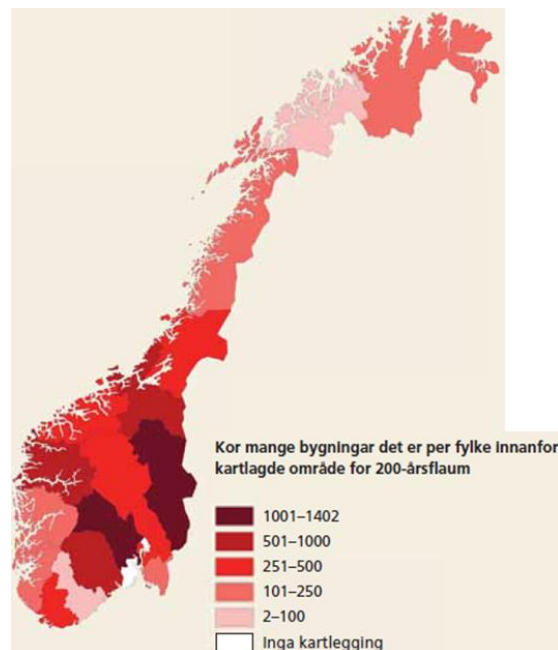 Kor mange bygningar det er per fylke innanfor
kartlagde område for 200-årsflaum
1001–1402
501–1000
251–500
101–250
2–100
Inga kartlegging